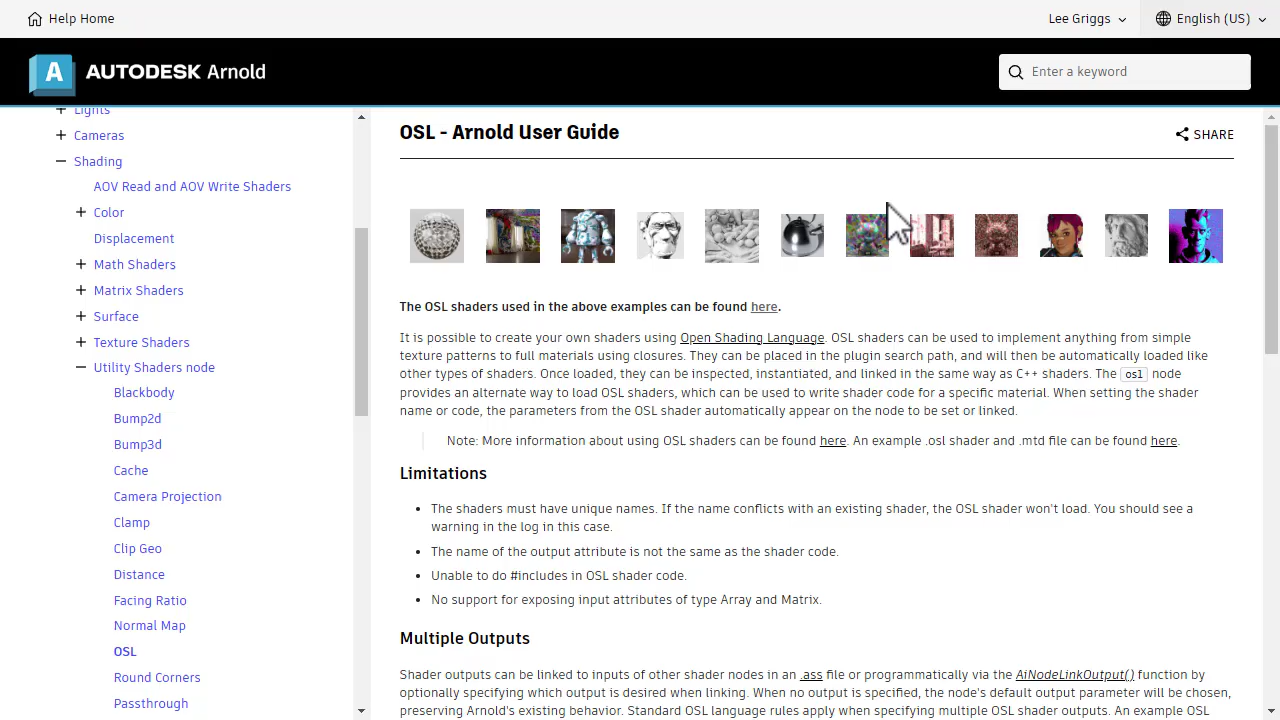 Help Home
Lee Griggs
English (US)
A AUTODESK Arnold
Enter a keyword
Lights
Cameras
Shading
AOV Read and AOV Write Shaders
Color
Displacement
Math Shaders
Matrix Shaders
Surface
Texture Shaders
Utility Shaders node
Blackbody
Bump2d
Bump3d
Cache
Camera Projection
Clamp
Clip Geo
Distance
Facing Ratio
Normal Map
OSL
Round Corners
Passthrough
OSL - Arnold User Guide
SHARE
The OSL shaders used in the above examples can be found here.
It is possible to create your own shaders using Open Shading Language. OSL shaders can be used to implement anything from simple
texture patterns to full materials using closures. They can be placed in the plugin search path, and will then be automatically loaded like
other types of shaders. Once loaded, they can be inspected, instantiated, and linked in the same way as C++ shaders. The osl node
provides an alternate way to load OSL shaders, which can be used to write shader code for a specific material. When setting the shader
name or code, the parameters from the OSL shader automatically appear on the node to be set or linked.
Note: More information about using OSL shaders can be found here. An example .osl shader and .mtd file can be found here.
Limitations
• The shaders must have unique names. If the name conflicts with an existing shader, the OSL shader won't load. You should see a
warning in the log in this case.
• The name of the output attribute is not the same as the shader code.
• Unable to do #includes in OSL shader code.
• No support for exposing input attributes of type Array and Matrix.
Multiple Outputs
Shader outputs can be linked to inputs of other shader nodes in an .ass file or programmatically via the AiNodeLinkOutput() function by
optionally specifying which output is desired when linking. When no output is specified, the node's default output parameter will be chosen,
preserving Arnold's existing behavior. Standard OSL language rules apply when specifying multiple OSL shader outputs. An example OSL